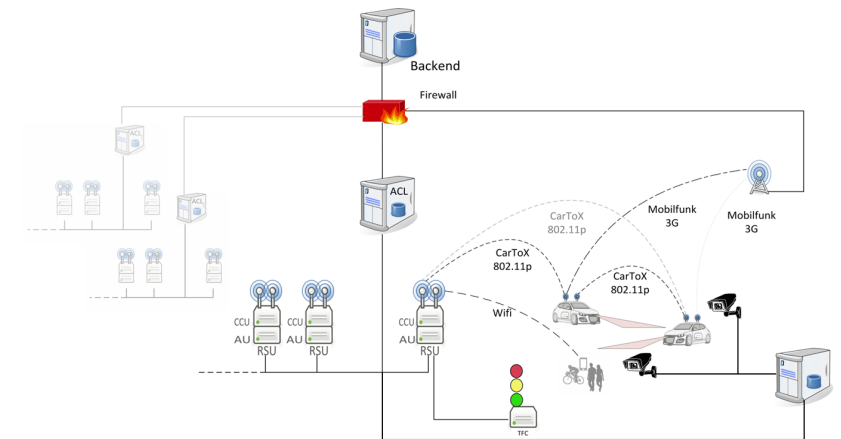 Backend
Firewall
ACL
ACL
ACL
CarToX
802.11p
Mobilfunk
3G
Mobilfunk
3G
CarToX
802.11p
CarToX
802.11p
Wifi
CCU
AU
RSU
CCU
AU
RSU
CCU
AU
RSU
TFC